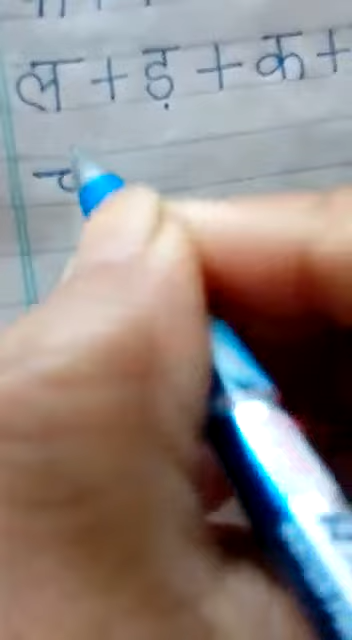 ल + ड़ + क +